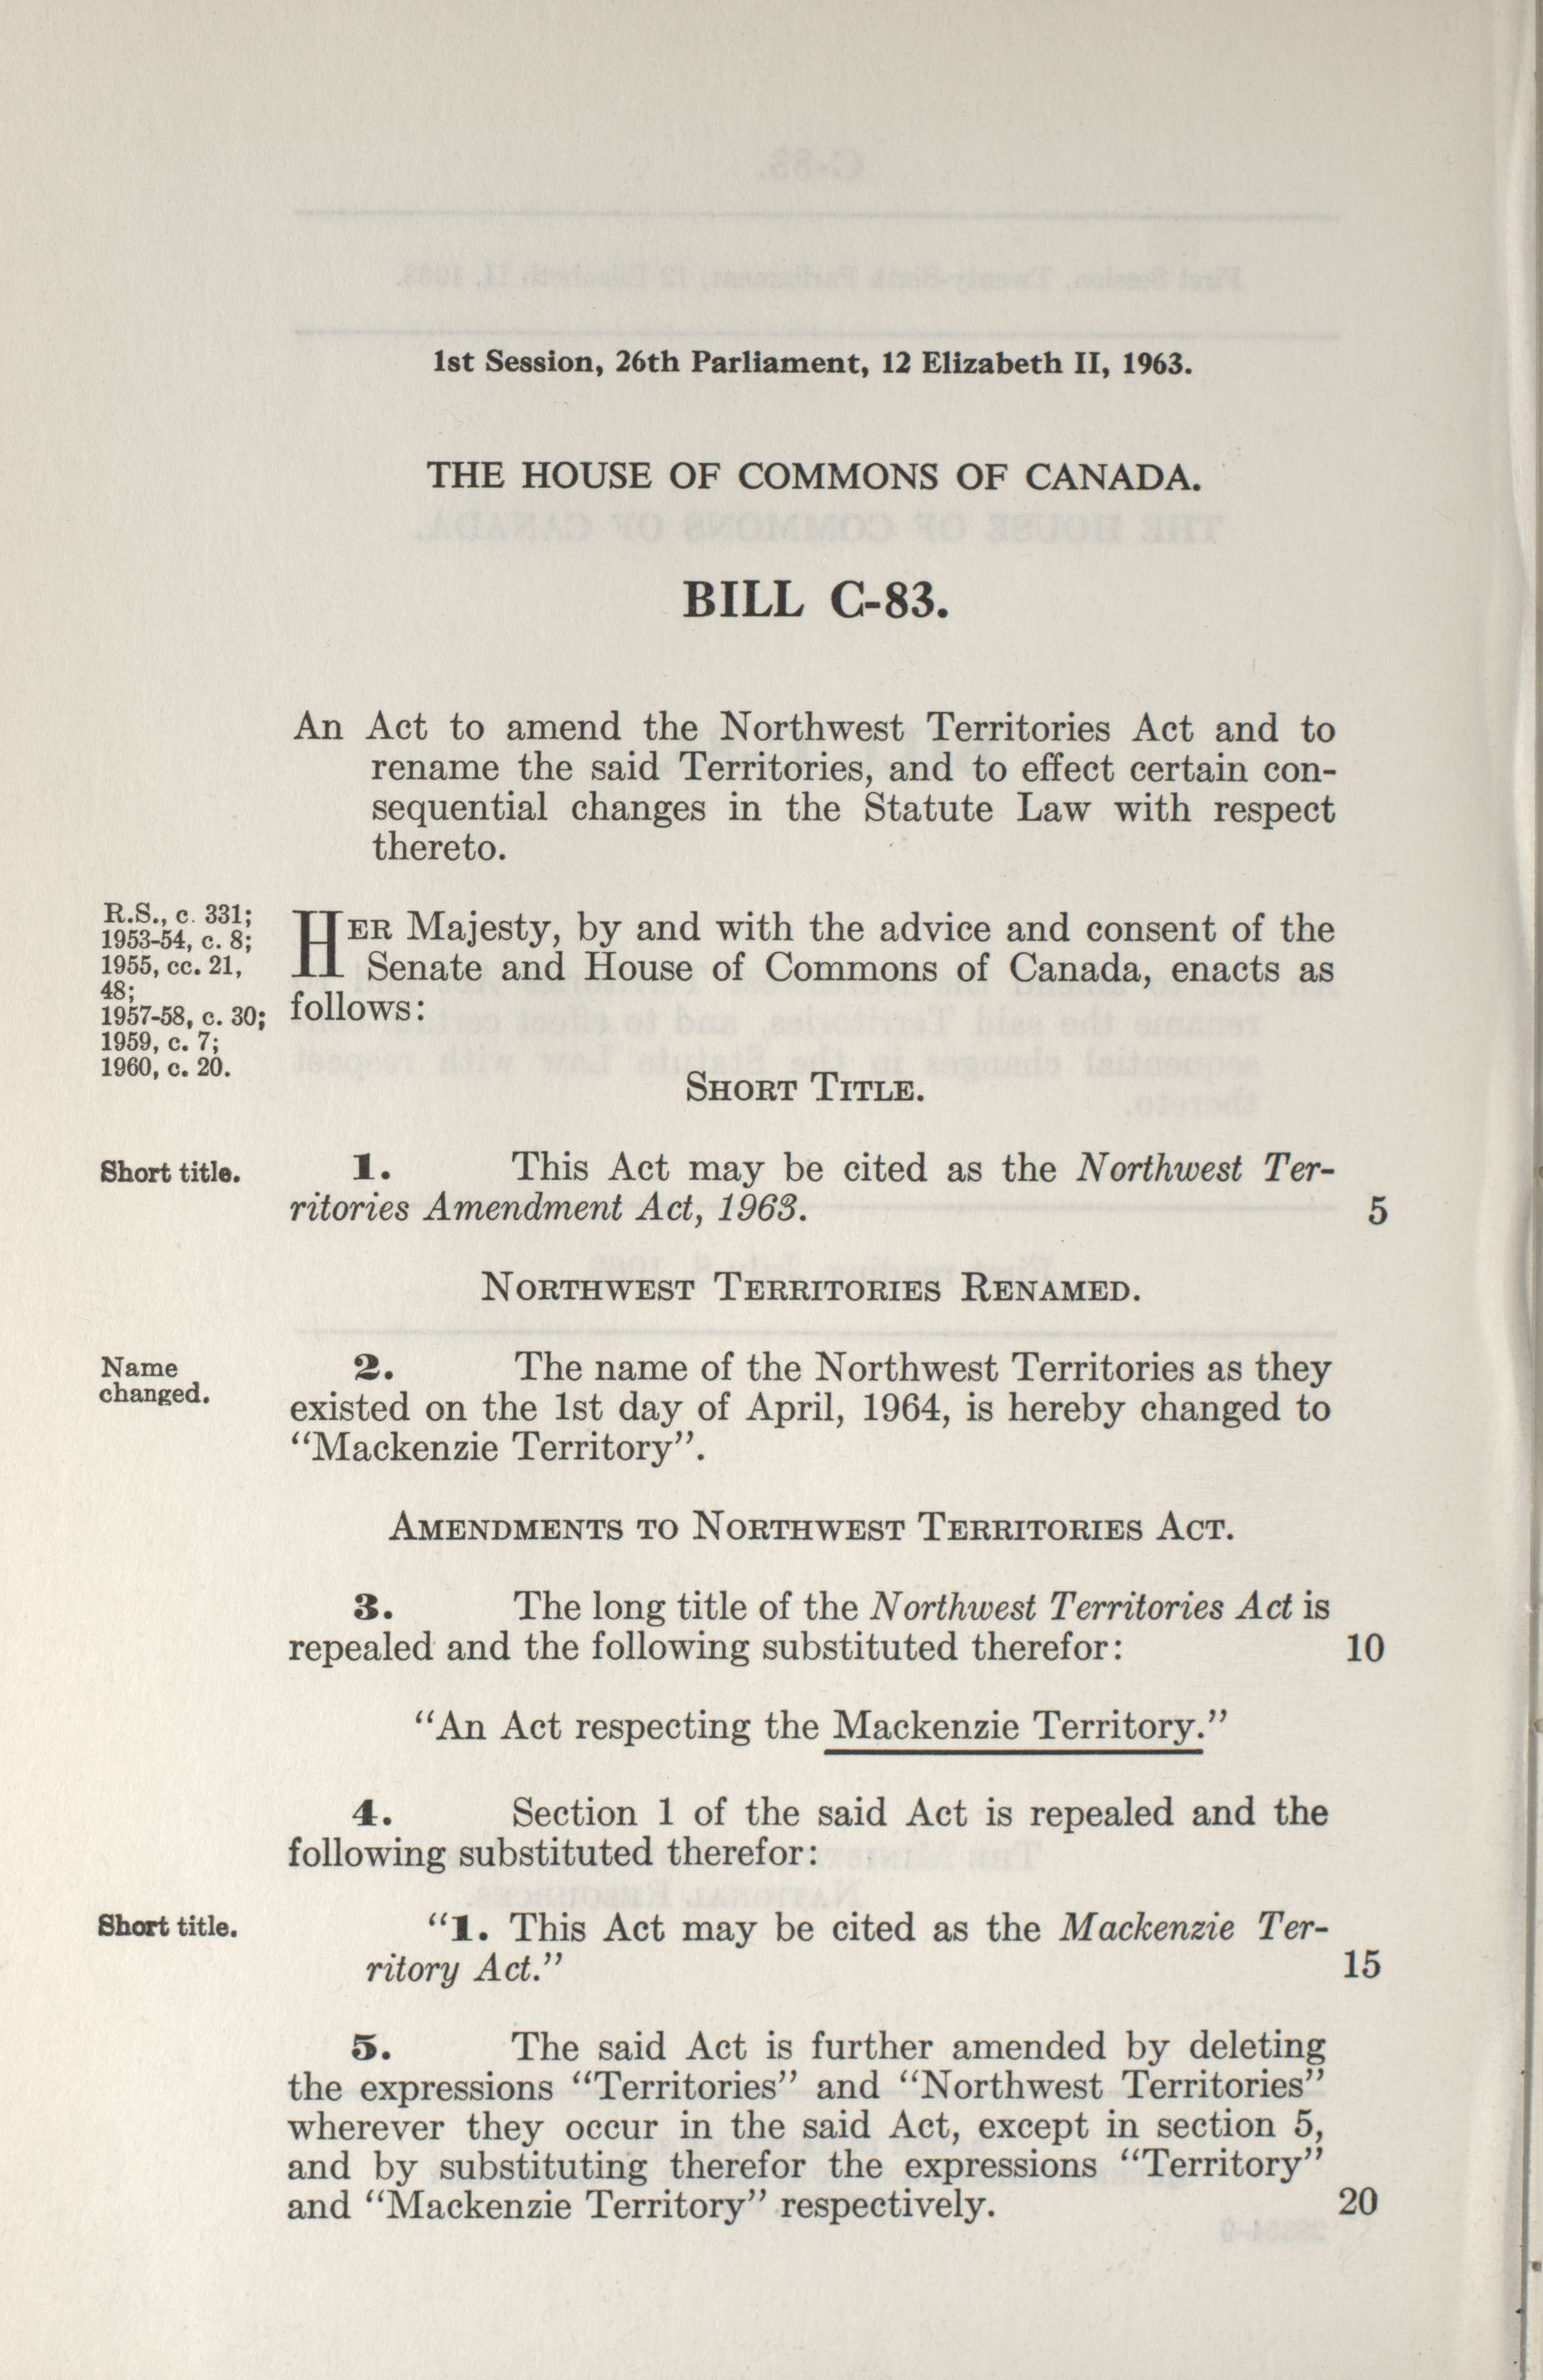 1st Session, 26th Parliament, 12 Elizabeth II, 1963.
THE HOUSE OF COMMONS OF CANADA.
BILL C-83.
An Act to amend the Northwest Territories Act and to
rename the said Territories, and to effect certain con-
sequential changes in the Statute Law with respect
thereto.
R.S., c. 331;
1953-54, c. 8;
1955, cc. 21,
48;
1957-58, c. 30;
1959, c. 7;
1960, c. 20.
HER Majesty, by and with the advice and consent of the
Senate and House of Commons of Canada, enacts as
follows:
SHORT TITLE.
Short title.
1. This Act may be cited as the Northwest Ter-
ritories Amendment Act, 1963. 5
NORTHWEST TERRITORIES RENAMED.
Name
changed.
2. The name of the Northwest Territories as they
existed on the 1st day of April, 1964, is hereby changed to
“Mackenzie Territory”.
AMENDMENTS TO NORTHWEST TERRITORIES ACT.
3. The long title of the Northwest Territories Act is
repealed and the following substituted therefor: 10
“An Act respecting the Mackenzie Territory.”
4. Section 1 of the said Act is repealed and the
following substituted therefor:
Short title.
“1. This Act may be cited as the Mackenzie Ter-
ritory Act.” 15
5. The said Act is further amended by deleting
the expressions “Territories” and “Northwest Territories”
wherever they occur in the said Act, except in section 5,
and by substituting therefor the expressions “Territory”
and “Mackenzie Territory” respectively. 20